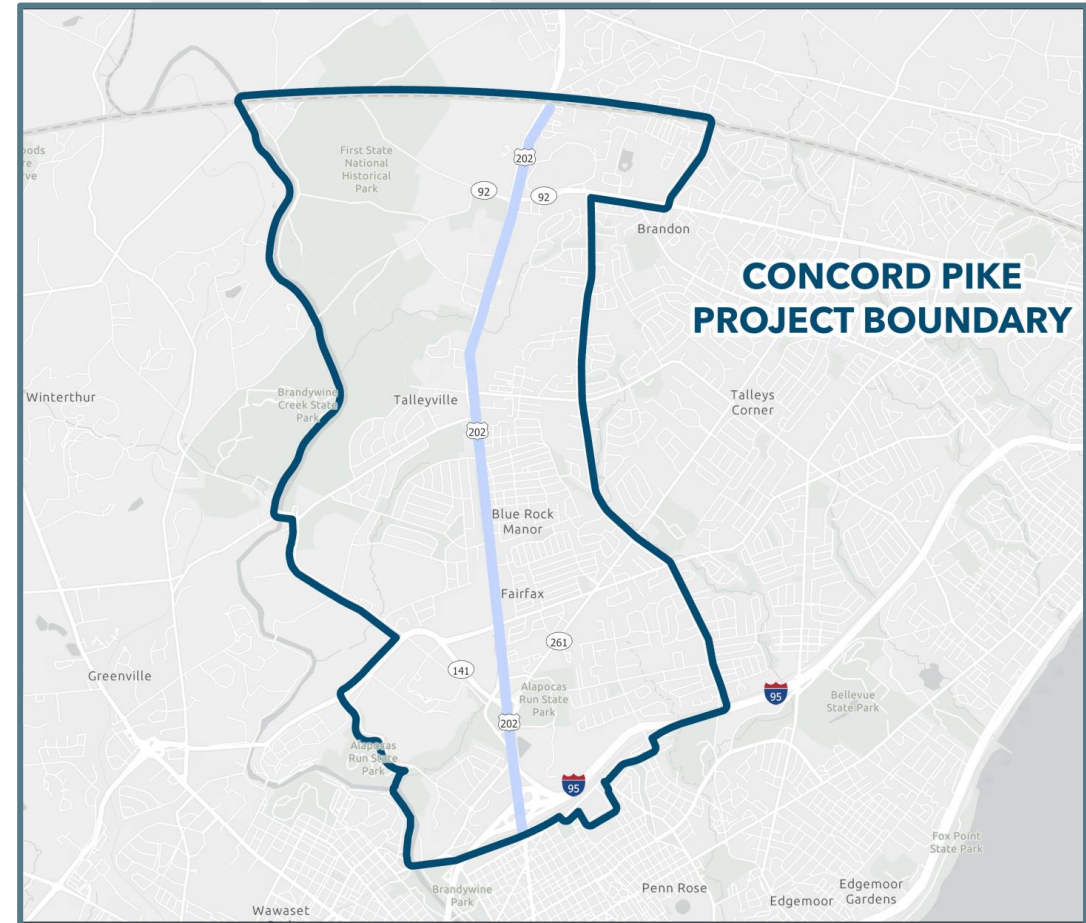 First State
National
Historical
Park
202
92
92
Brandon
CONCORD PIKE
PROJECT BOUNDARY
Winterthur
Brandywine
Creek State
Park
Talleyville
Talleys
Corner
202
Blue Rock
Manor
Fairfax
261
Greenville
141
Alapocas
Run State
Park
95
Bellevue
State Park
202
Alapocas
Run State
Park
95
Fox Point
State Park
Brandywine
Park
Penn Rose
Edgemoor
Edgemoor
Gardens
Wawaset